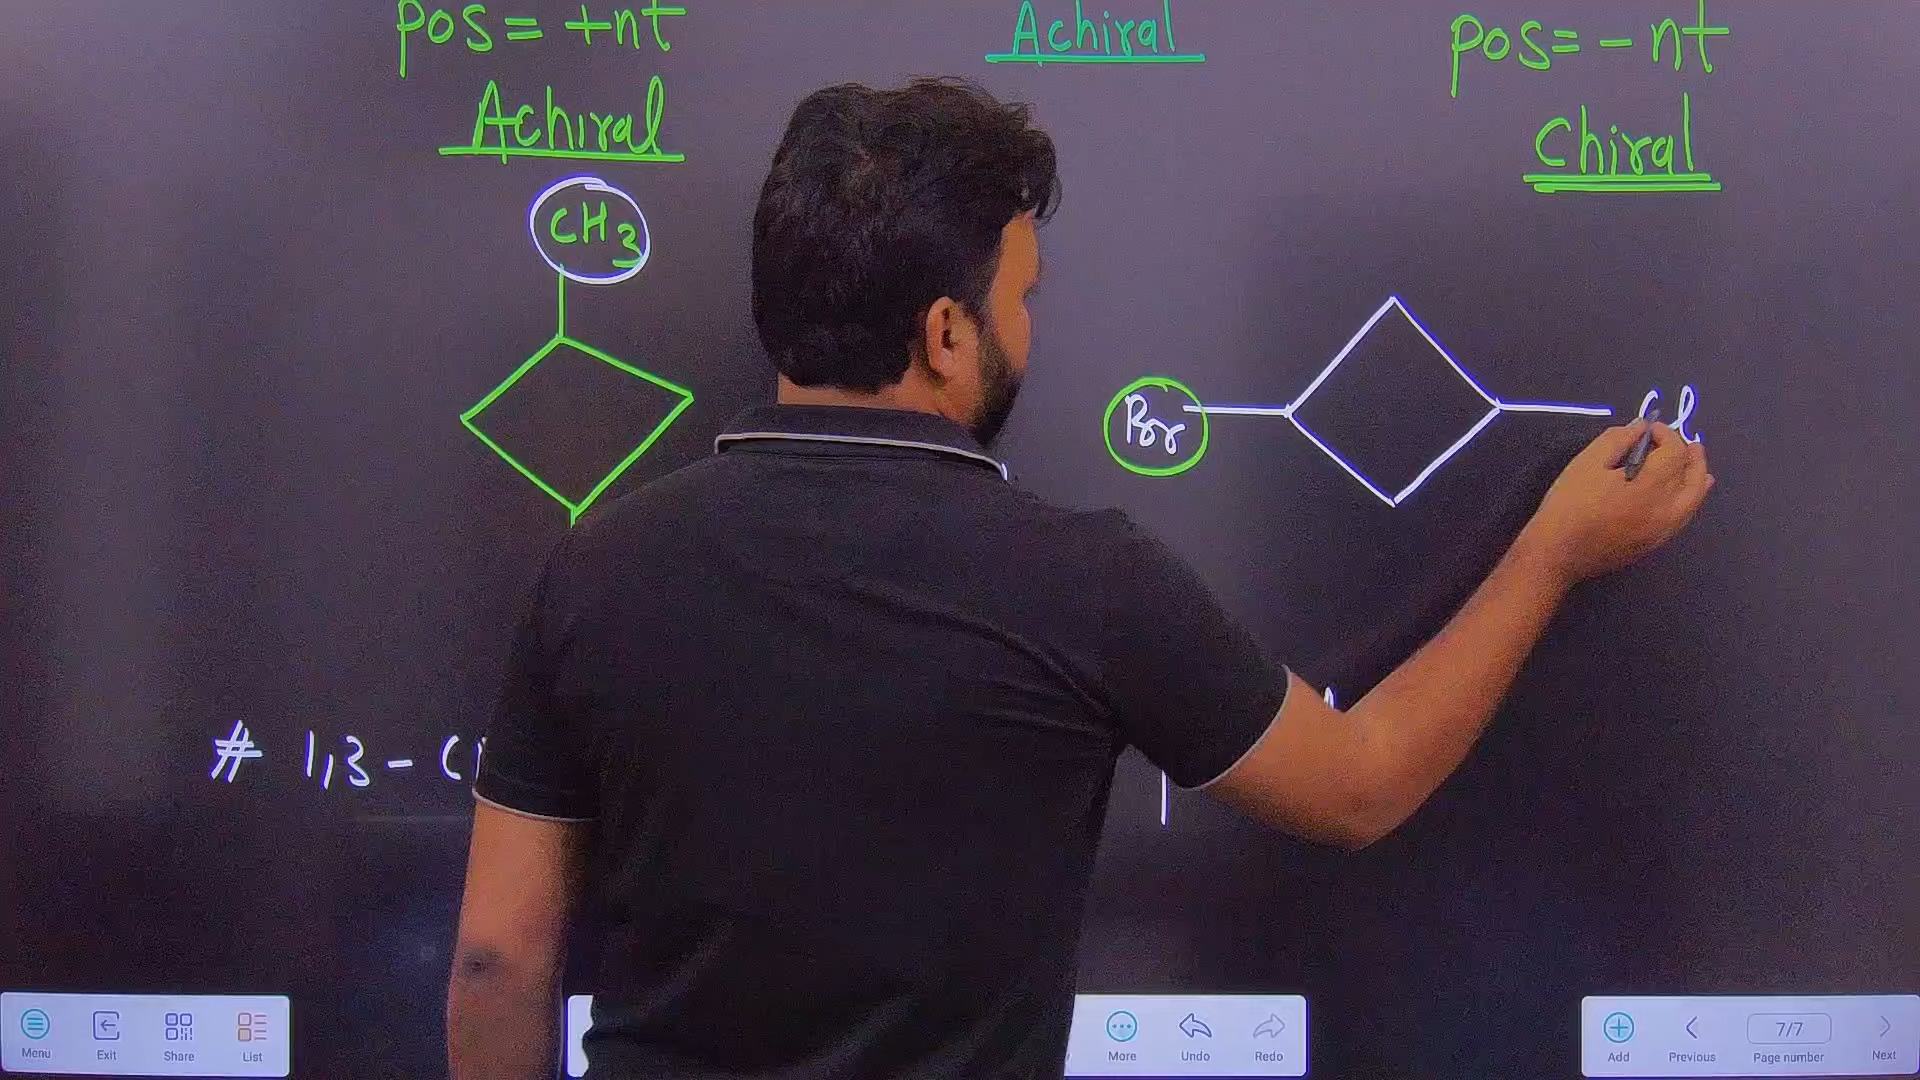 pos = +nt
Achiral
pos = - nt
Achiral
Chiral
CH3
Br
Cl
# 1,3 - C
Menu
Exit
Share
List
More
Undo
Redo
Add
Previous
7/7
Page number
Next